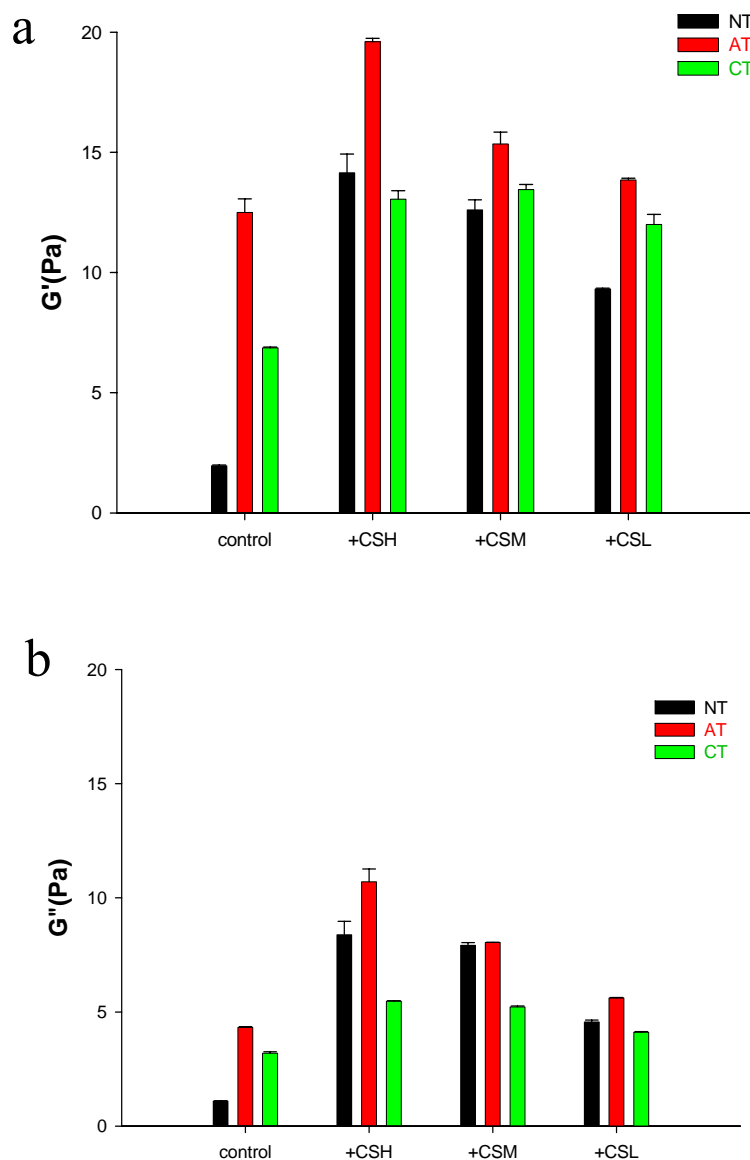 a
20
15
10
5
0
G'(Pa)
NT
AT
CT
control +CSH +CSM +CSL
b
20
15
10
5
0
G"(Pa)
NT
AT
CT
control +CSH +CSM +CSL